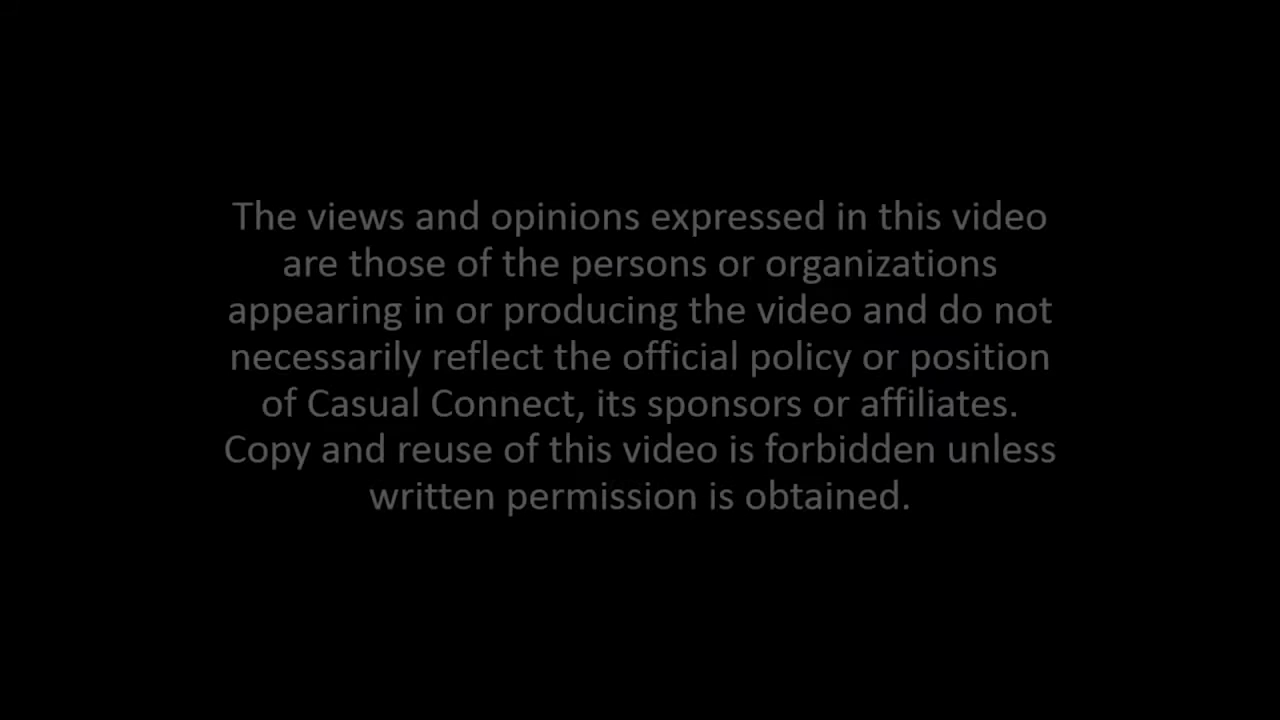 The views and opinions expressed in this video
are those of the persons or organizations
appearing in or producing the video and do not
necessarily reflect the official policy or position
of Casual Connect, its sponsors or affiliates.
Copy and reuse of this video is forbidden unless
written permission is obtained.